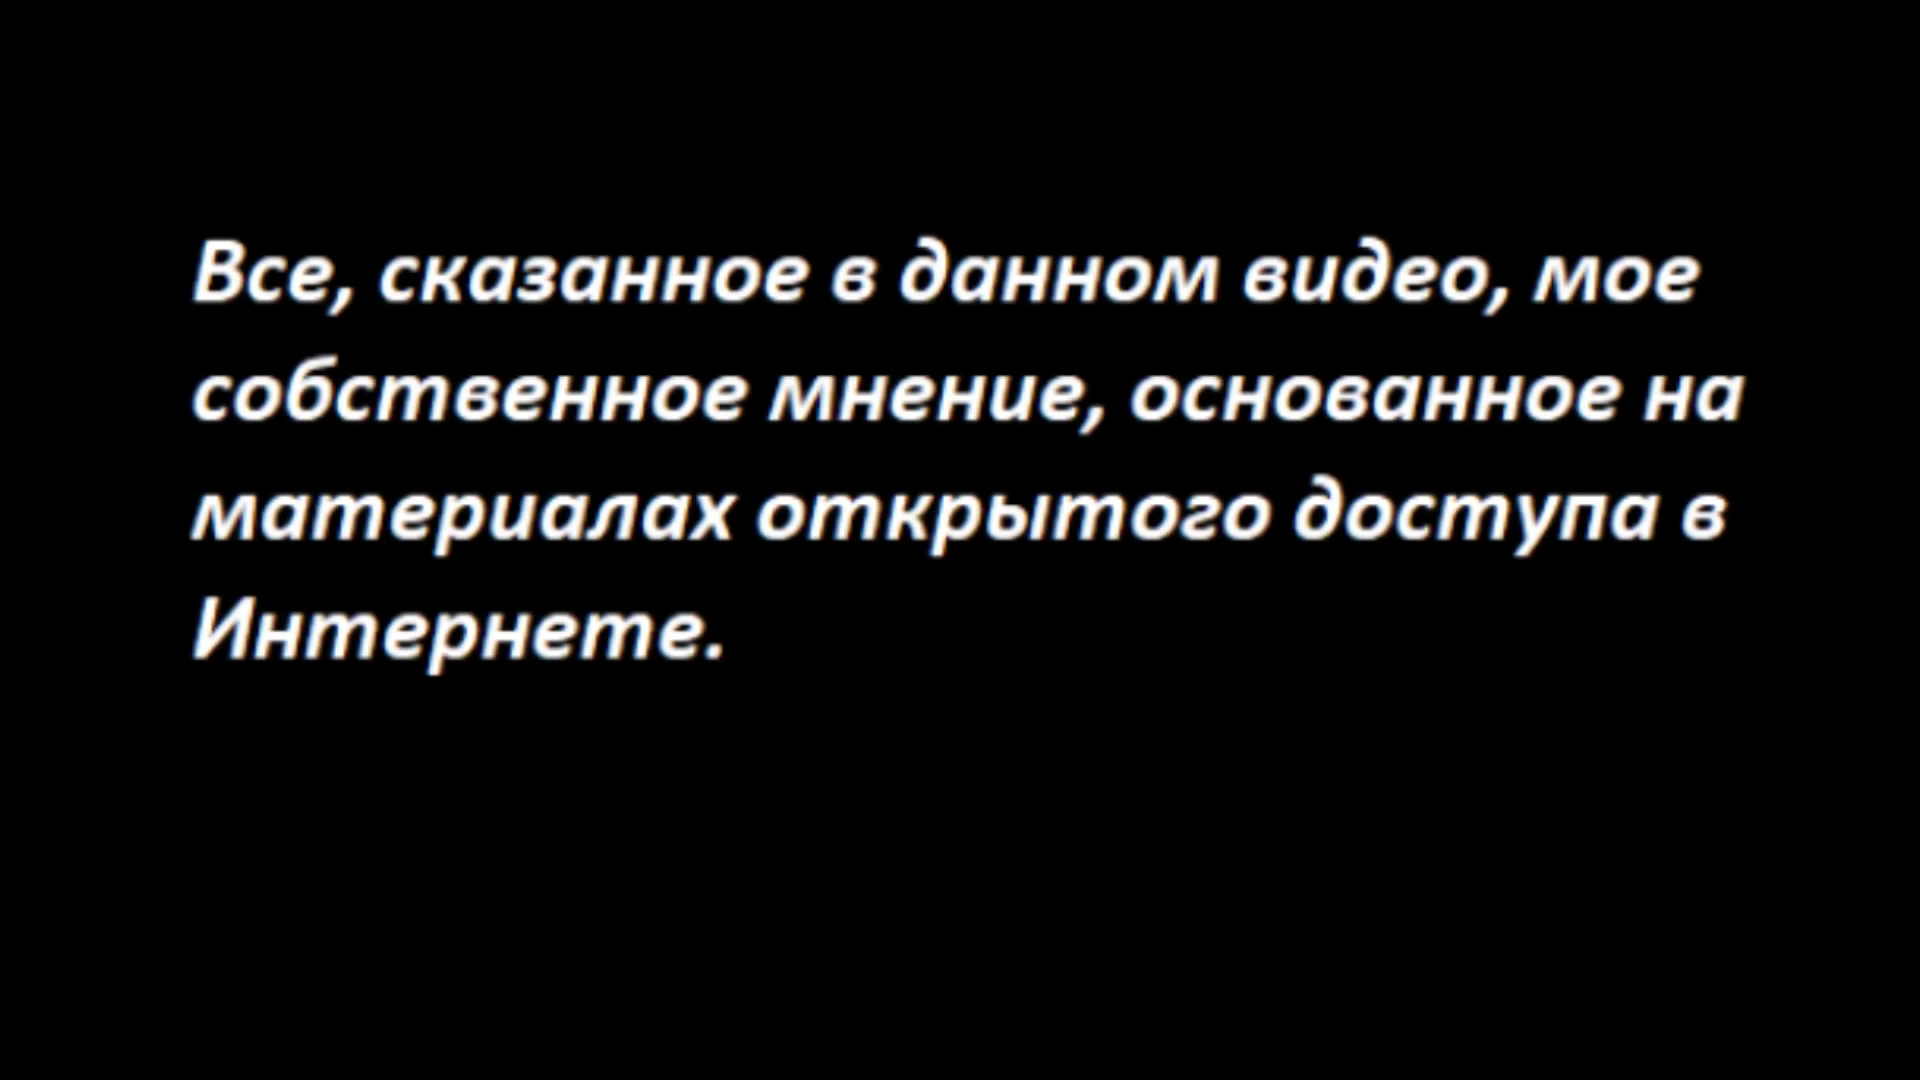 Все, сказанное в данном видео, мое
собственное мнение, основанное на
материалах открытого доступа в
Интернете.